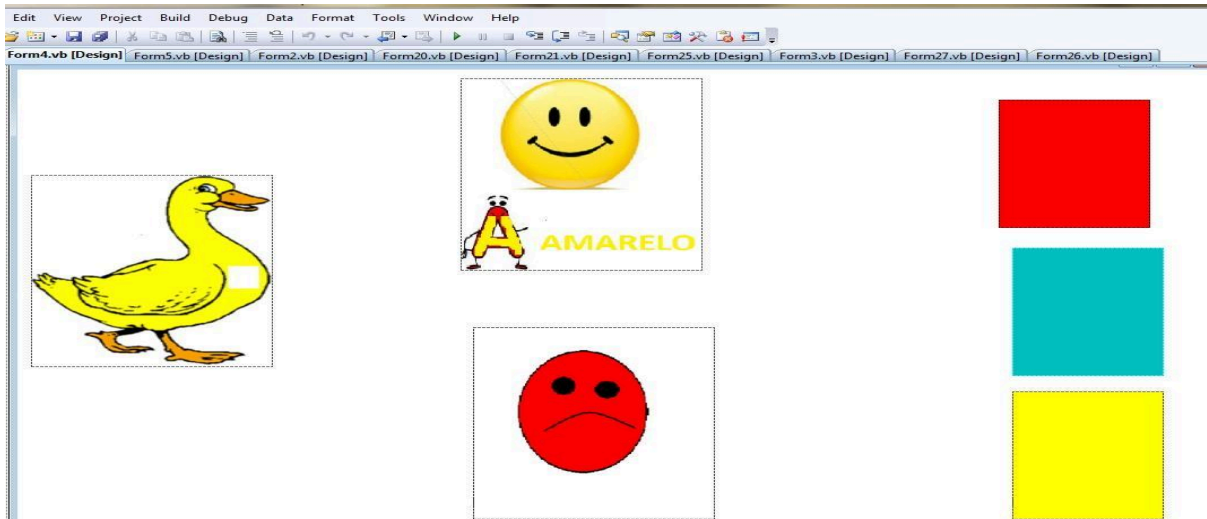 Edit View Project Build Debug Data Format Tools Window Help
Form4.vb [Design] Form5.vb [Design] Form2.vb [Design] Form20.vb [Design] Form21.vb [Design] Form25.vb [Design] Form3.vb [Design] Form27.vb [Design] Form26.vb [Design]
A AMARELO